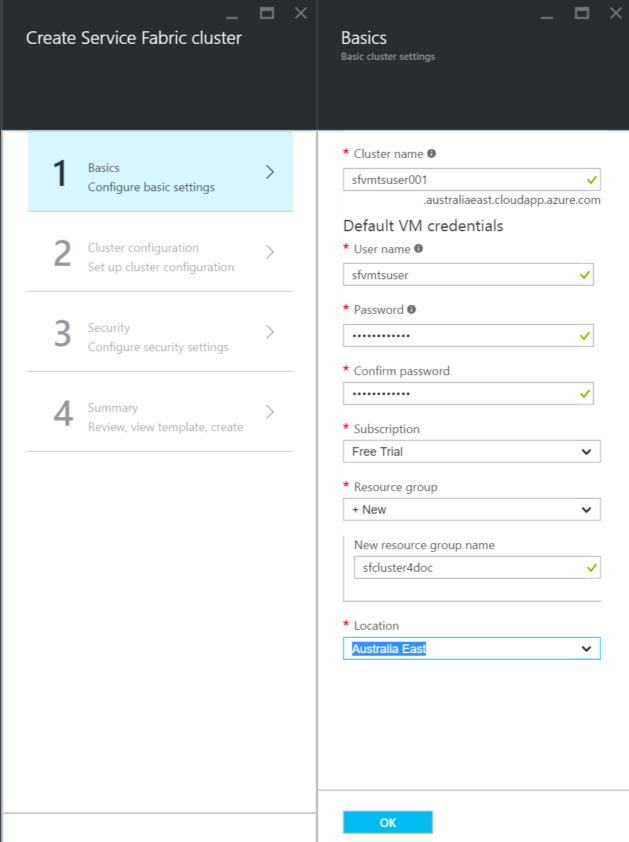 Create Service Fabric cluster
1
Basics
Configure basic settings
2
Cluster configuration
Set up cluster configuration
3
Security
Configure security settings
4
Summary
Review, view template, create
Basics
Basic cluster settings
* Cluster name
sfvmtsuser001
.australiaeast.cloudapp.azure.com
Default VM credentials
* User name
sfvmtsuser
* Password
••••••••••••
* Confirm password
••••••••••••
* Subscription
Free Trial
* Resource group
+ New
New resource group name
sfcluster4doc
* Location
Australia East
OK